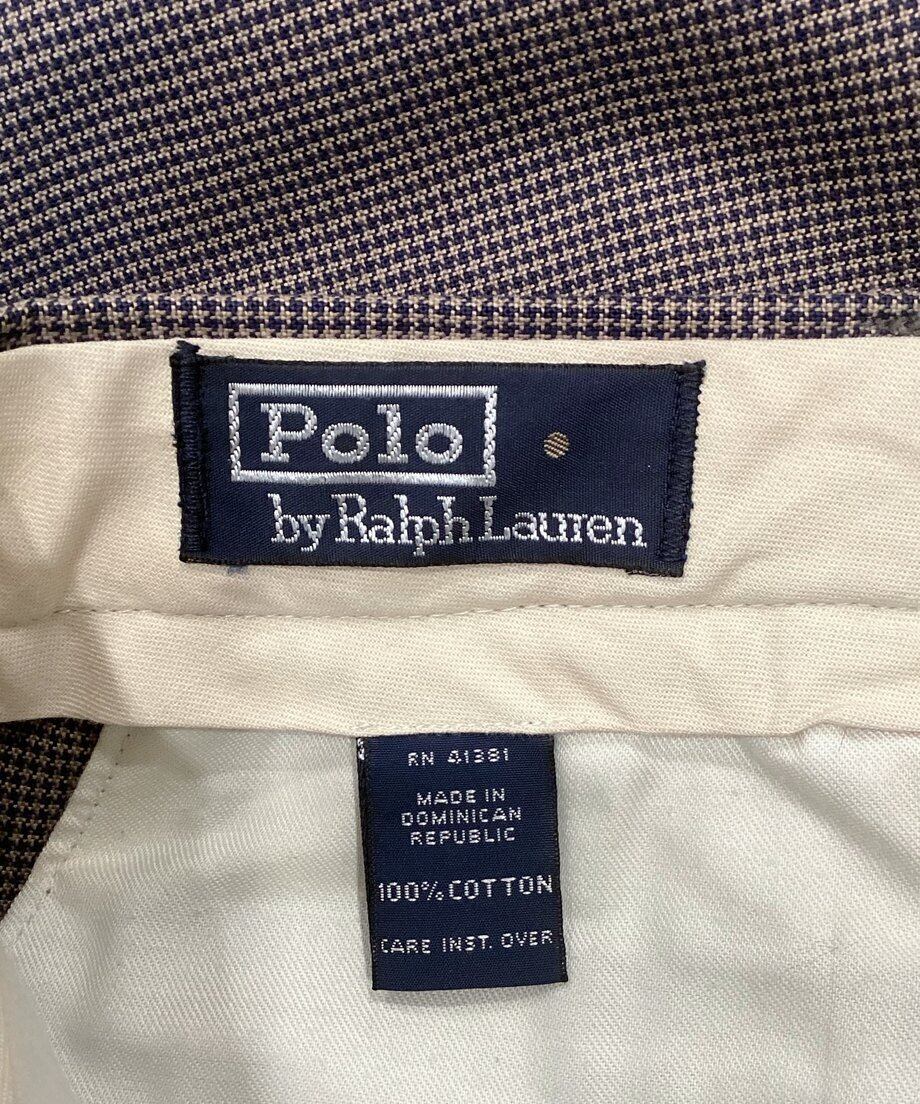 Polo
by Ralph Lauren
RN 41381
MADE IN
DOMINICAN
REPUBLIC
100% COTTON
CARE INST. OVER